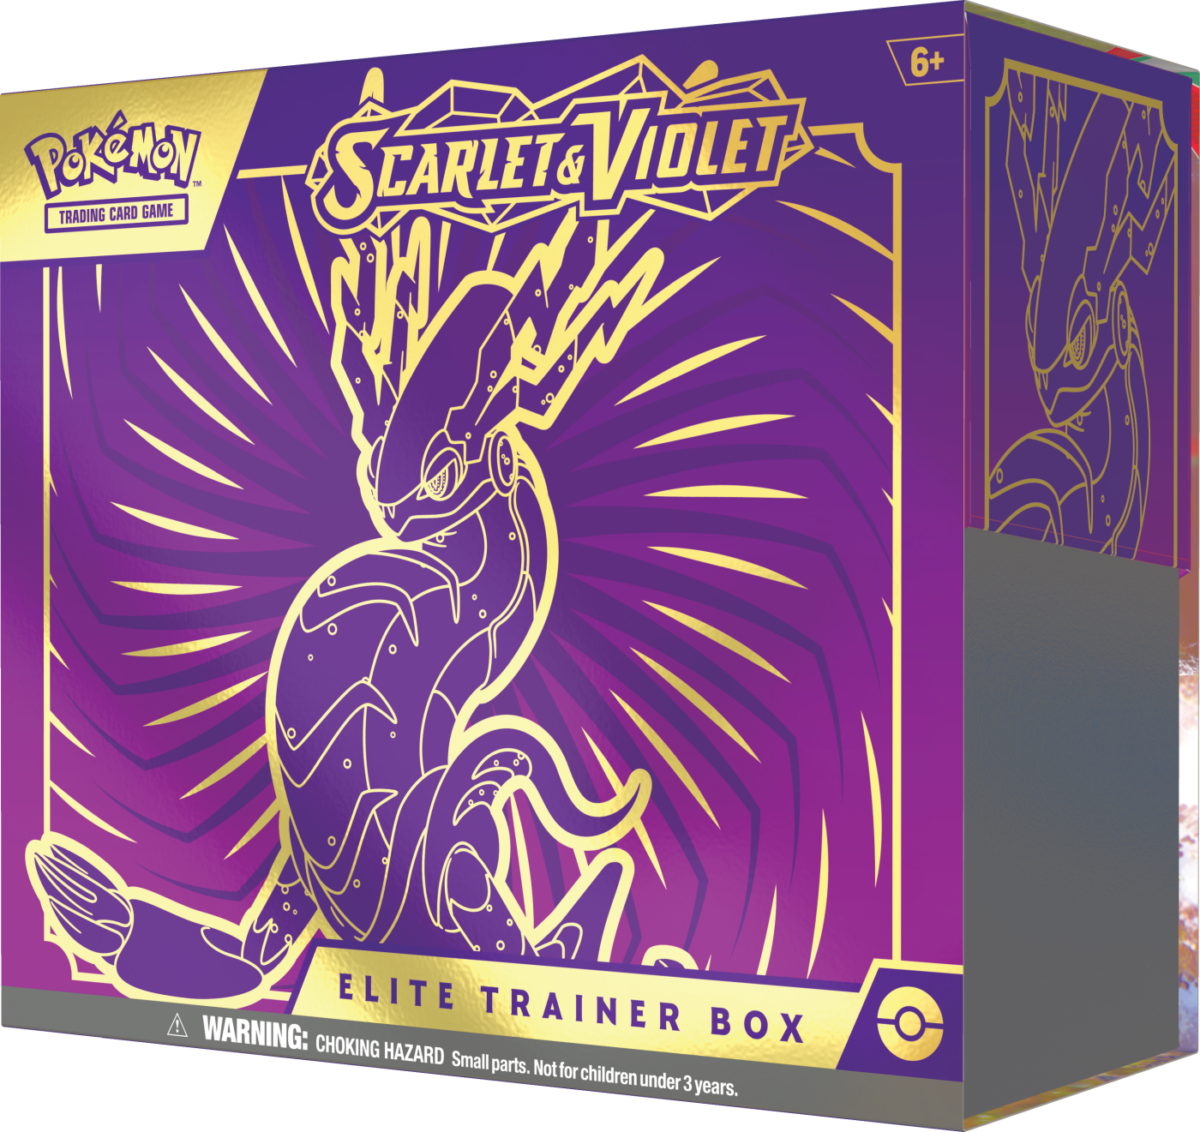 POKÉMON™
TRADING CARD GAME
SCARLET & VIOLET
6+
ELITE TRAINER BOX
⚠ WARNING: CHOKING HAZARD Small parts. Not for children under 3 years.